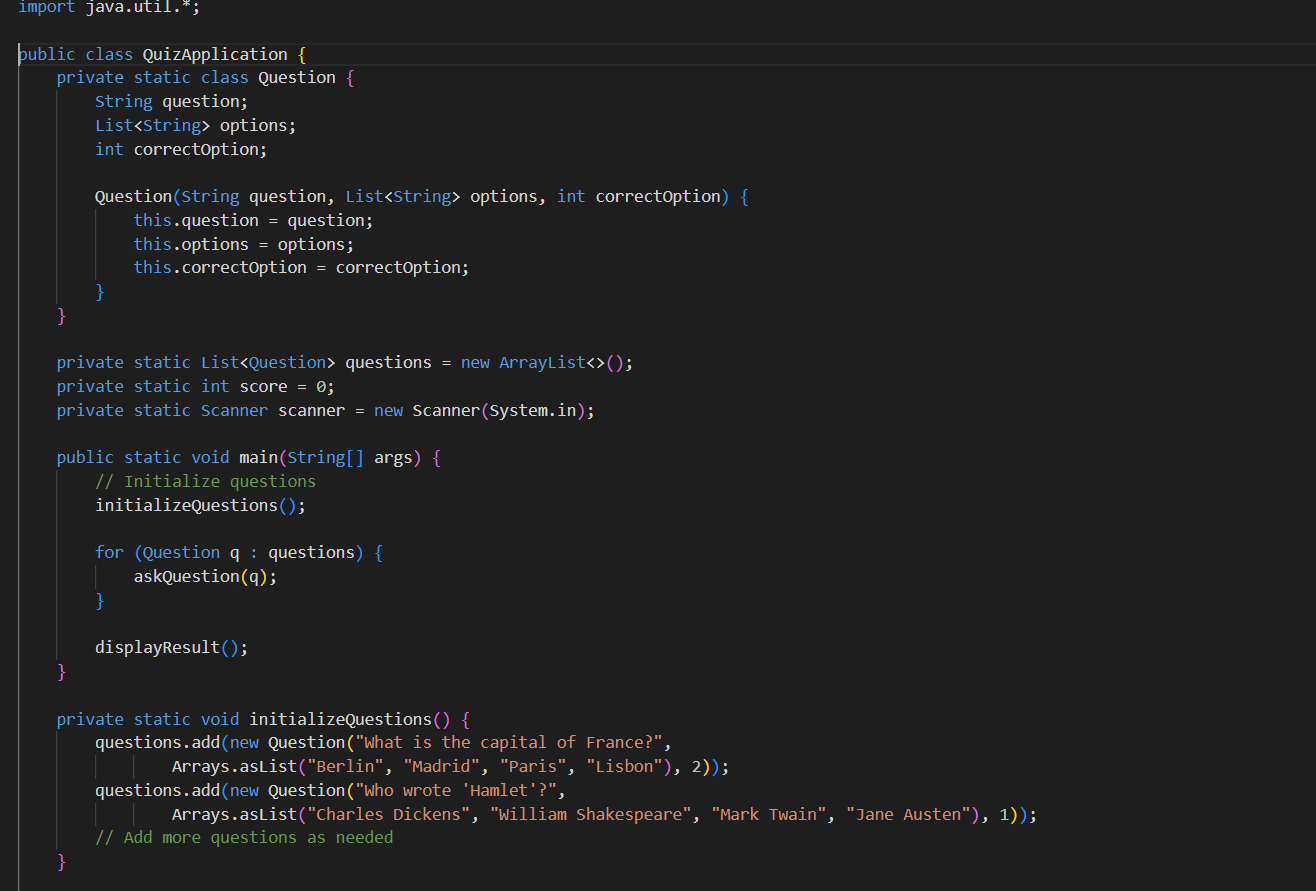 import java.util.*;
public class QuizApplication {
private static class Question {
String question;
List<String> options;
int correctOption;
Question(String question, List<String> options, int correctOption) {
this.question = question;
this.options = options;
this.correctOption = correctOption;
}
}
private static List<Question> questions = new ArrayList<>();
private static int score = 0;
private static Scanner scanner = new Scanner(System.in);
public static void main(String[] args) {
// Initialize questions
initializeQuestions();
for (Question q : questions) {
askQuestion(q);
}
displayResult();
}
private static void initializeQuestions() {
questions.add(new Question("What is the capital of France?",
Arrays.asList("Berlin", "Madrid", "Paris", "Lisbon"), 2));
questions.add(new Question("Who wrote 'Hamlet'?",
Arrays.asList("Charles Dickens", "William Shakespeare", "Mark Twain", "Jane Austen"), 1));
// Add more questions as needed
}